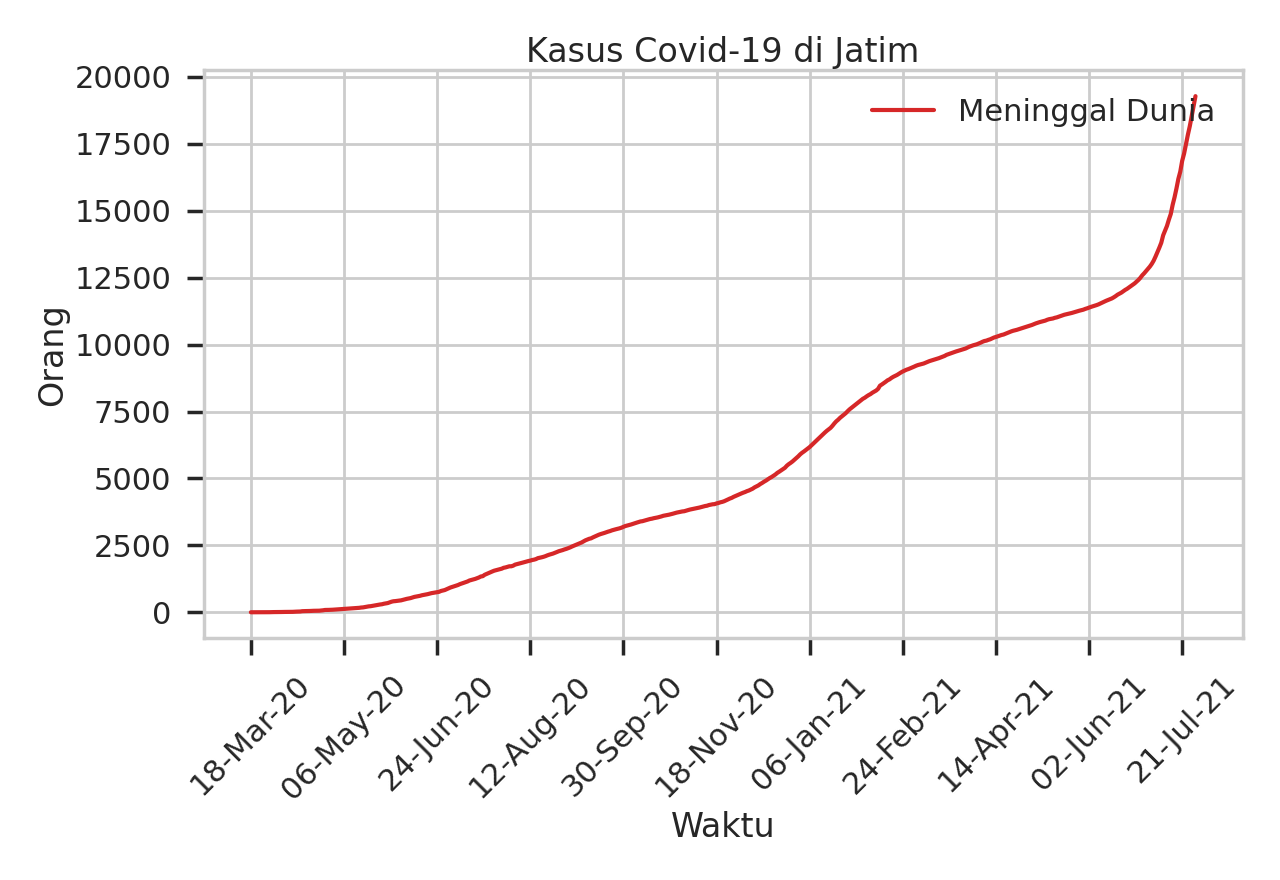 Kasus Covid-19 di Jatim
Meninggal Dunia
20000
17500
15000
12500
10000
7500
5000
2500
0
Orang
18-Mar-20
06-May-20
24-Jun-20
12-Aug-20
30-Sep-20
18-Nov-20
06-Jan-21
24-Feb-21
14-Apr-21
02-Jun-21
21-Jul-21
Waktu